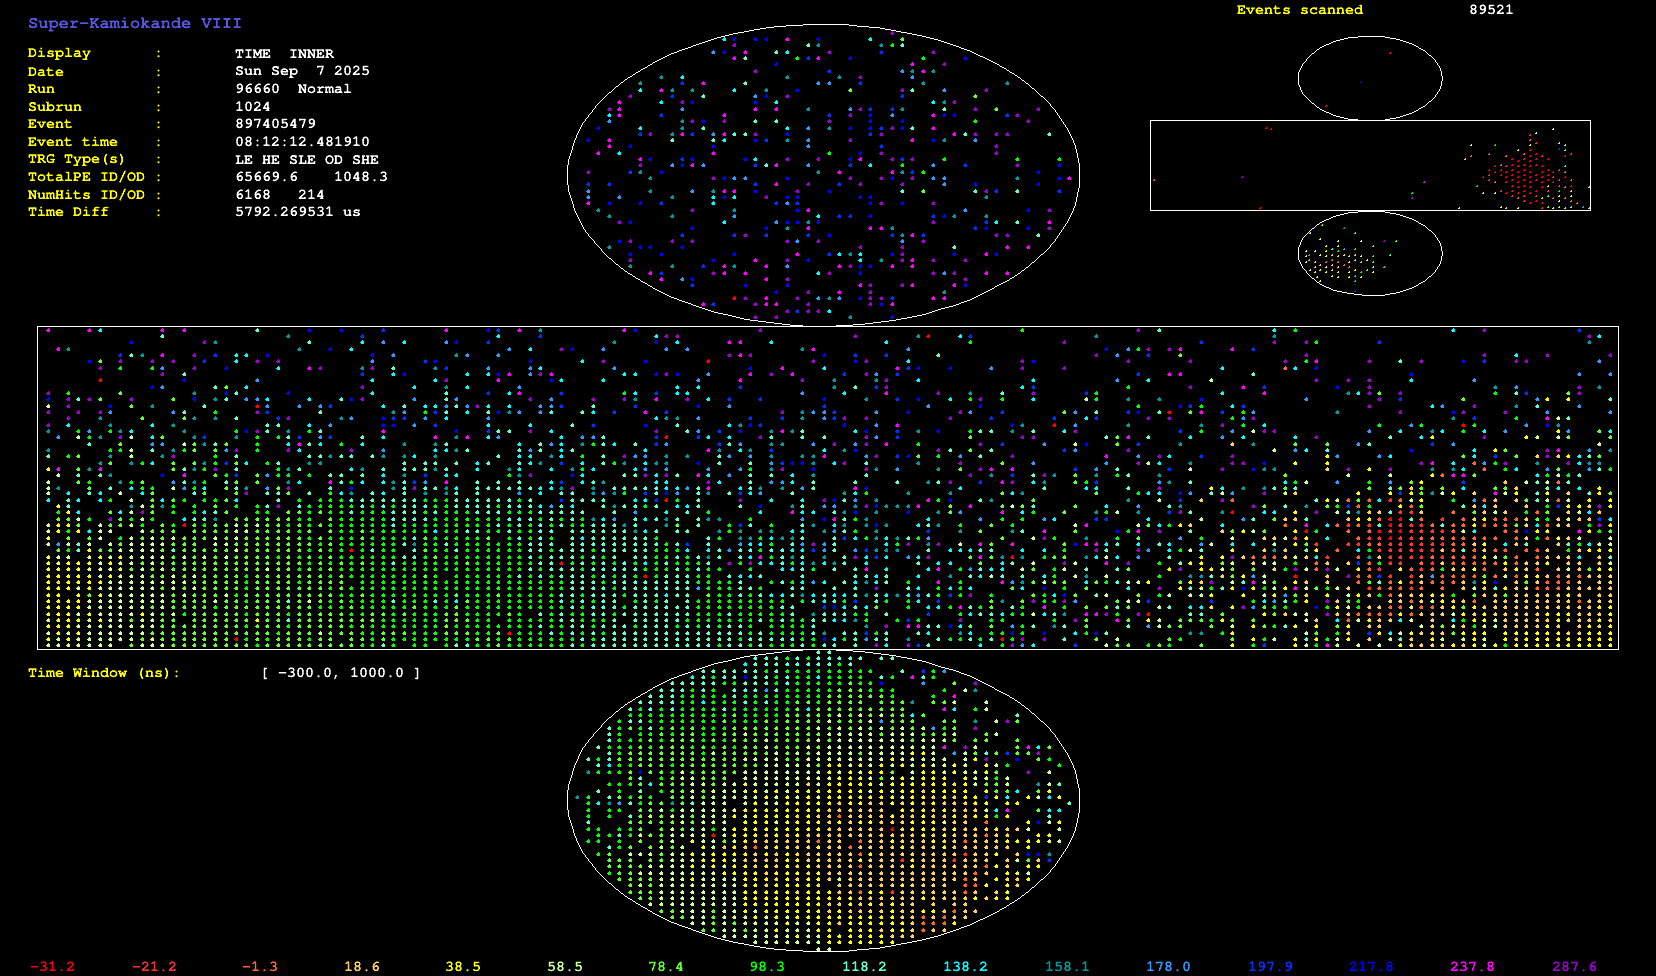 Super-Kamiokande VIII
Events scanned 89521
Display : TIME INNER
Date : Sun Sep 7 2025
Run : 96660 Normal
Subrun : 1024
Event : 897405479
Event time : 08:12:12.481910
TRG Type(s) : LE HE SLE OD SHE
TotalPE ID/OD : 65669.6 1048.3
NumHits ID/OD : 6168 214
Time Diff : 5792.269531 us
Time Window (ns): [ -300.0, 1000.0 ]
-31.2 -21.2 -1.3 18.6 38.5 58.5 78.4 98.3 118.2 138.2 158.1 178.0 197.9 217.8 237.8 287.6